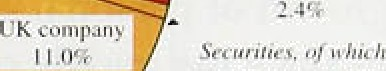 2.4%
UK company
11.0%
Securities, of which